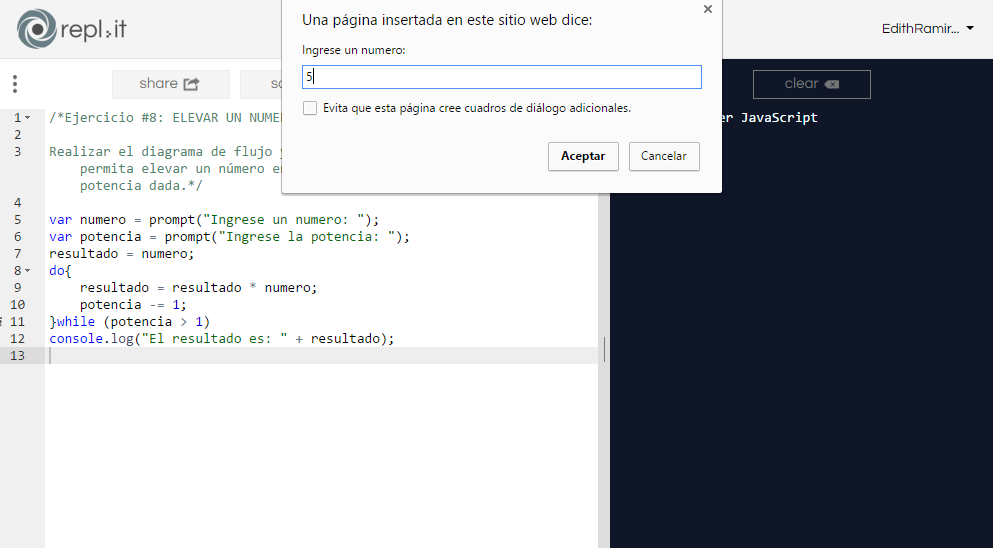 repl.it
EdithRamir...
Una página insertada en este sitio web dice:
Ingrese un numero:
5
Evita que esta página cree cuadros de diálogo adicionales.
Aceptar
Cancelar
share
clear
1 /*Ejercicio #8: ELEVAR UN
2
3 Realizar el diagrama de flujo
permita elevar un número
potencia dada.*/
4
5 var numero = prompt("Ingrese un numero: ");
6 var potencia = prompt("Ingrese la potencia: ");
7 resultado = numero;
8 do{
9 resultado = resultado * numero;
10 potencia -= 1;
11 }while (potencia > 1)
12 console.log("El resultado es: " + resultado);
13
JavaScript